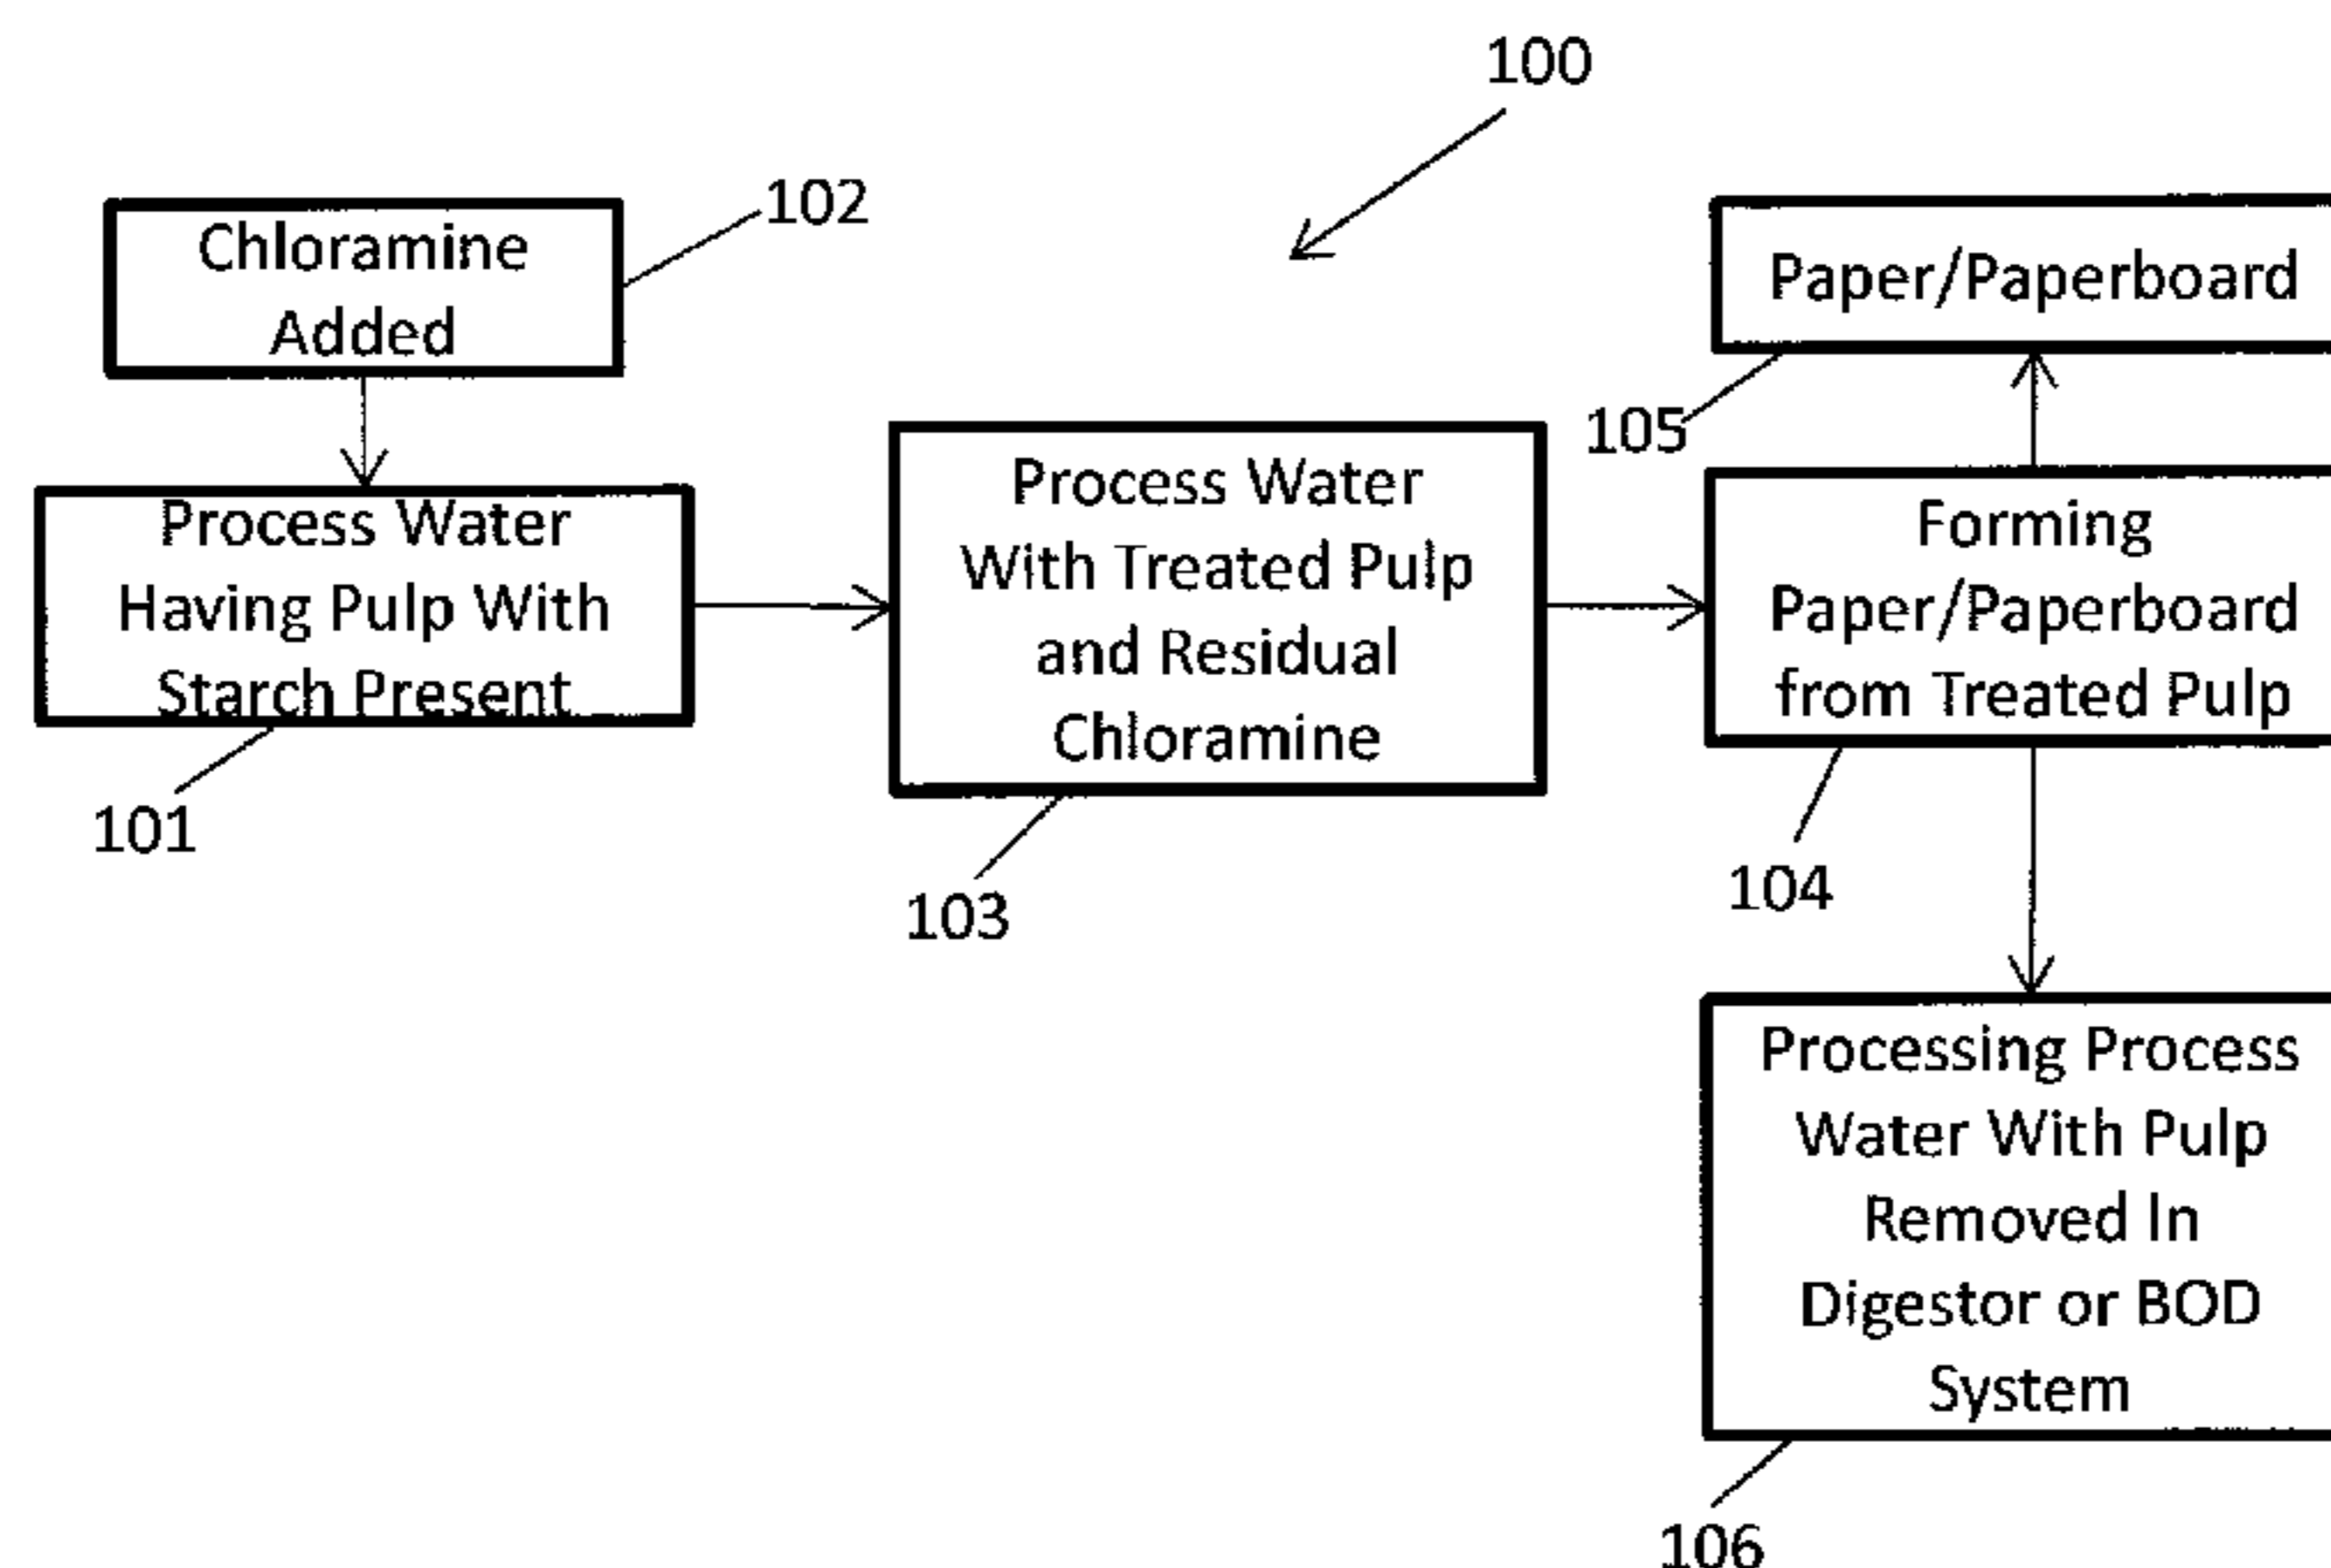 100
Chloramine
Added
102
Process Water
Having Pulp With
Starch Present
101
Process Water
With Treated Pulp
and Residual
Chloramine
103
Paper/Paperboard
105
Forming
Paper/Paperboard
from Treated Pulp
104
Processing Process
Water With Pulp
Removed In
Digestor or BOD
System
106